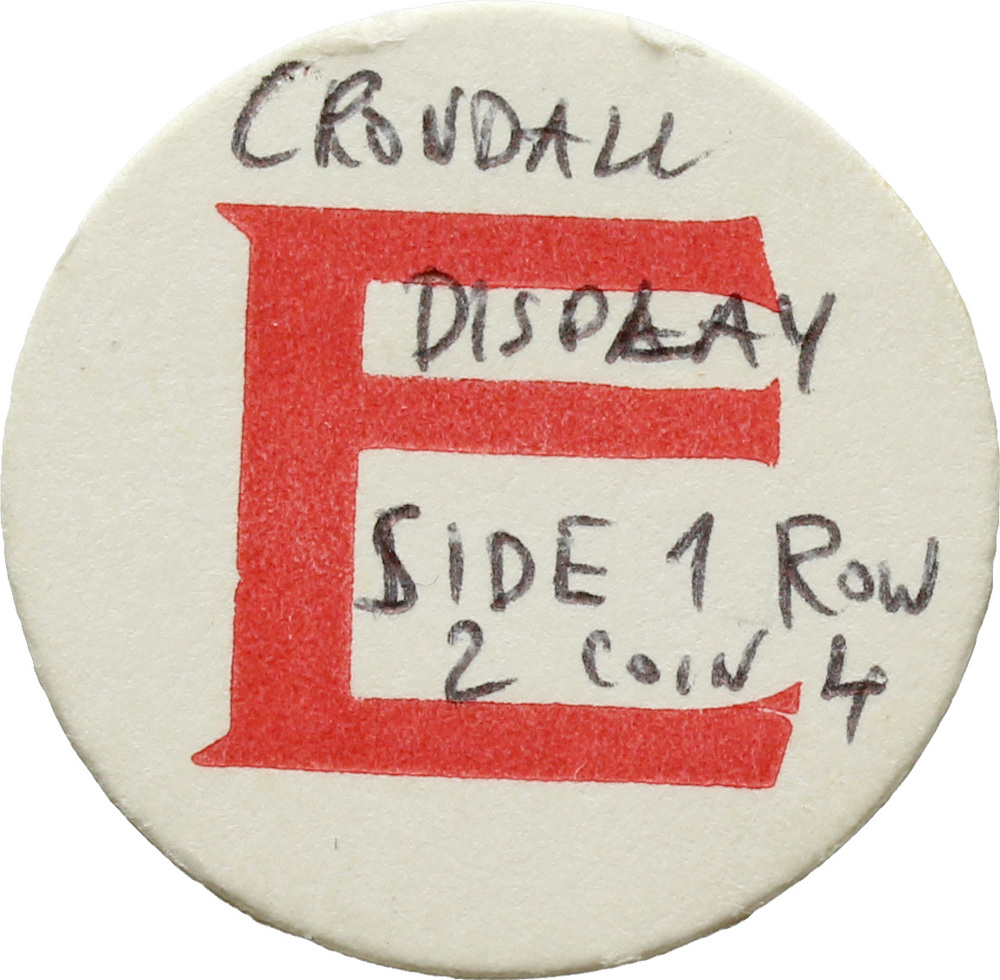 CRONDALL
E
DISPLAY
SIDE 1 ROW
2 COIN 4